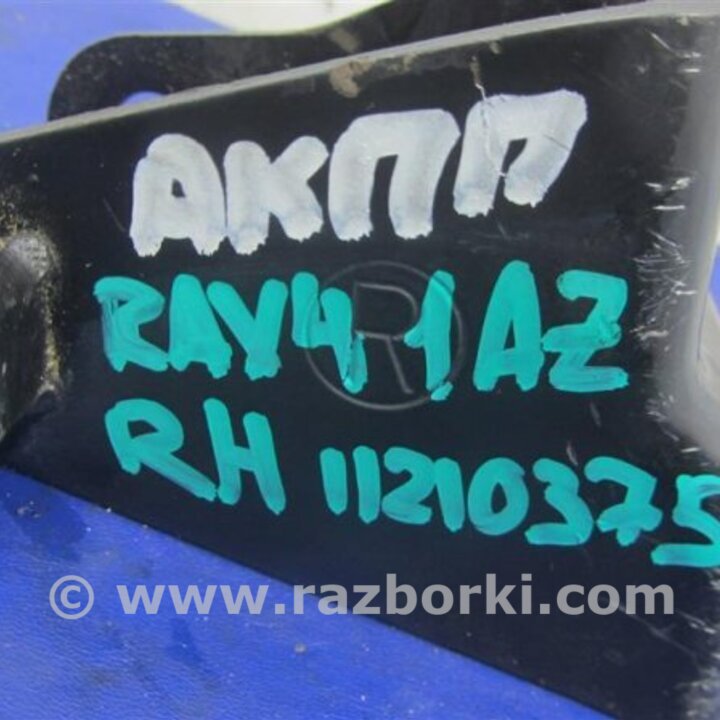 АКПП
RAV4 1AZ
R
RH 11210375
© www.razborki.com